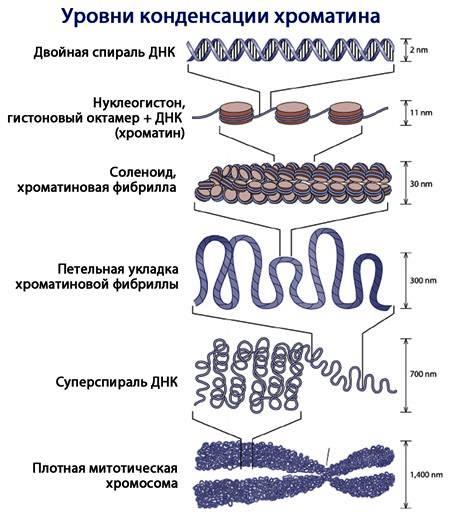 Уровни конденсации хроматина
Двойная спираль ДНК
2 nm
Нуклеогистон,
гистоновый октамер + ДНК
(хроматин)
11 nm
Соленоид,
хроматиновая фибрилла
30 nm
Петельная укладка
хроматиновой фибриллы
300 nm
Суперспираль ДНК
700 nm
Плотная митотическая
хромосома
1,400 nm